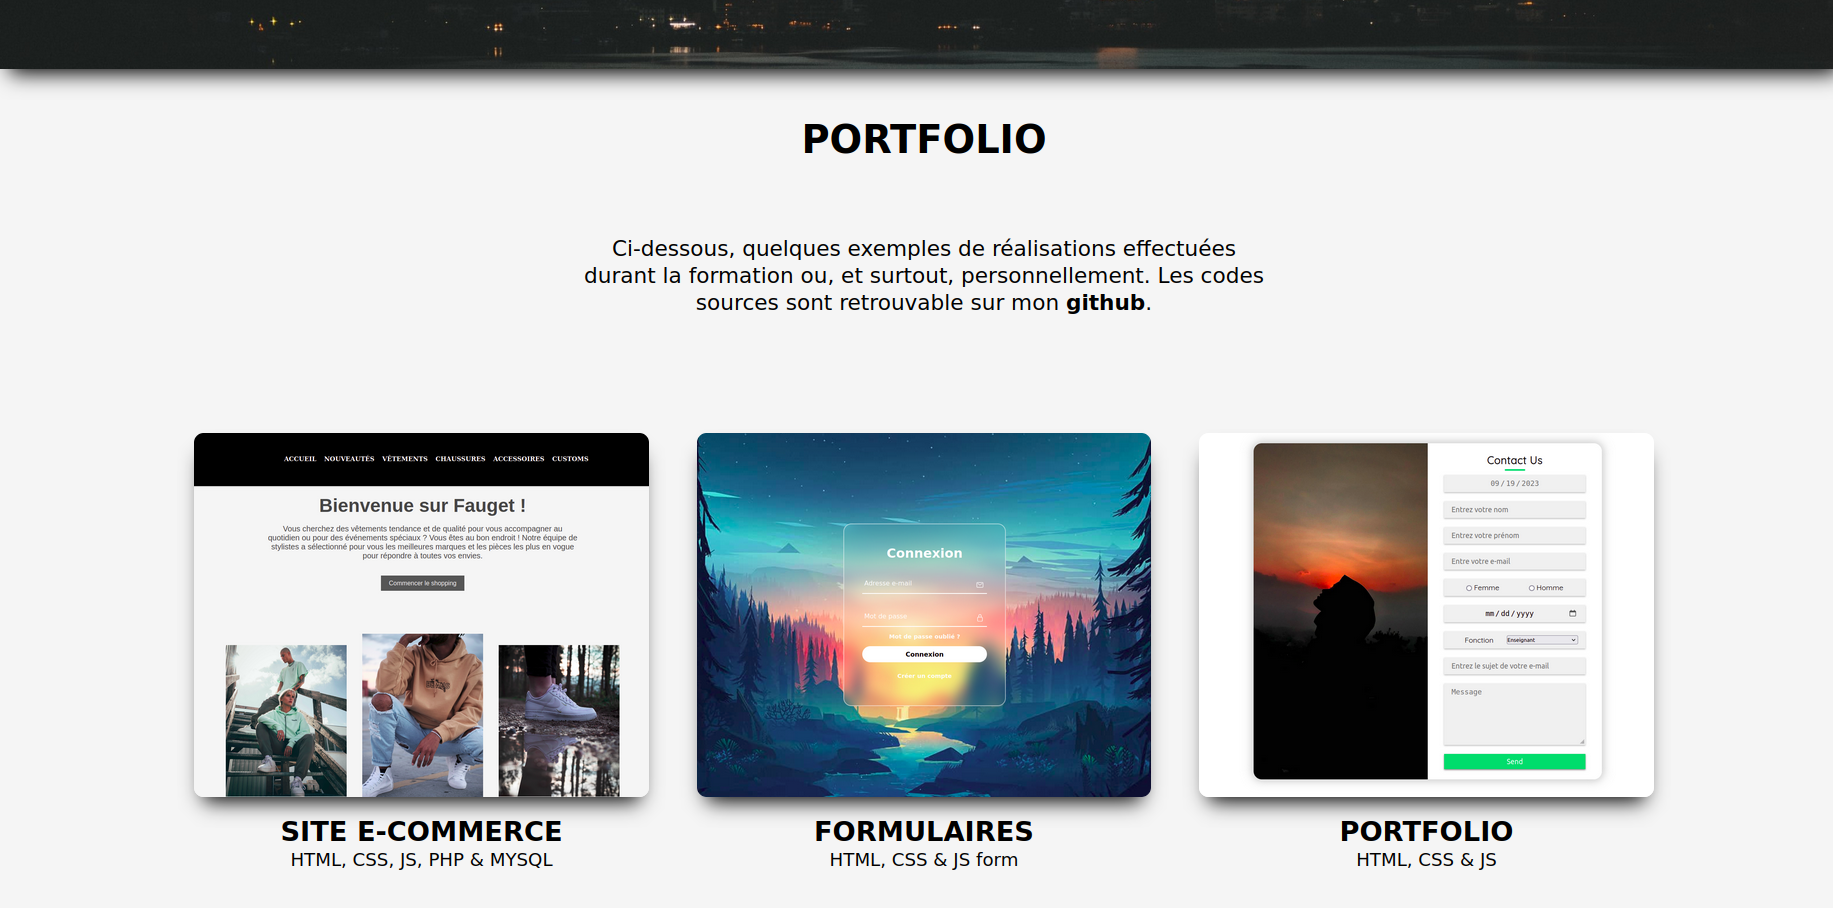 PORTFOLIO
Ci-dessous, quelques exemples de réalisations effectuées
durant la formation ou, et surtout, personnellement. Les codes
sources sont retrouvable sur mon github.
ACCUEIL NOUVEAUTÉS VÊTEMENTS CHAUSSURES ACCESSOIRES CUSTOMS
Bienvenue sur Fauget !
Vous cherchez des vêtements tendance et de qualité pour vous accompagner au
quotidien ou pour des événements spéciaux ? Vous êtes au bon endroit ! Notre équipe de
stylistes a sélectionné pour vous les meilleures marques et les pièces les plus en vogue
pour répondre à toutes vos envies.
Commencer le shopping
SITE E-COMMERCE
HTML, CSS, JS, PHP & MYSQL
Connexion
Adresse e-mail
Mot de passe
Mot de passe oublié ?
Connexion
Créer un compte
FORMULAIRES
HTML, CSS & JS form
Contact Us
09 / 19 / 2023
Entrez votre nom
Entrez votre prénom
Entre votre e-mail
Femme Homme
mm / dd / yyyy
Fonction Enseignant
Entrez le sujet de votre e-mail
Message
Send
PORTFOLIO
HTML, CSS & JS